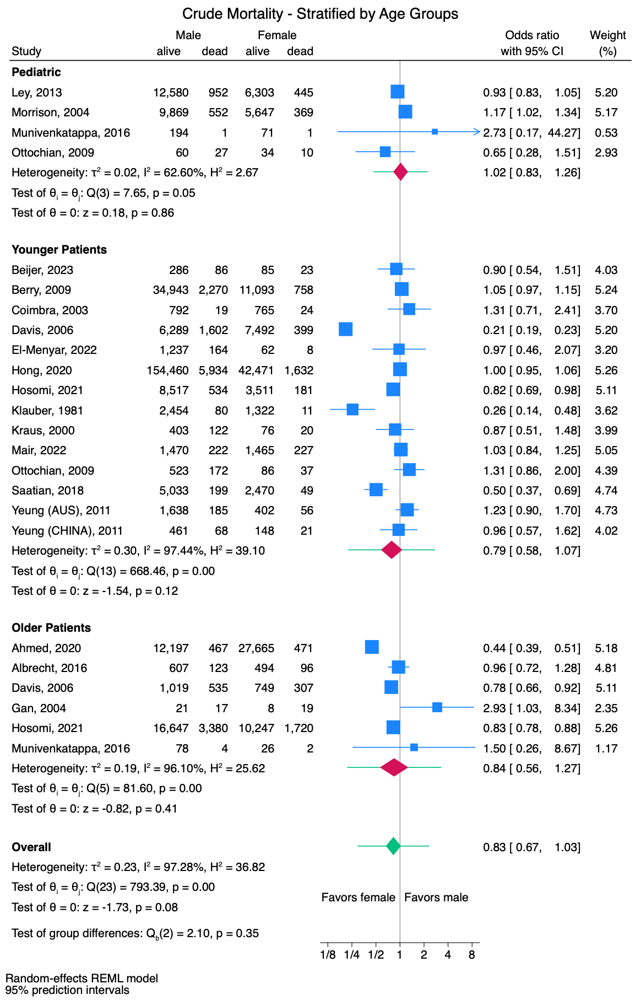 Crude Mortality - Stratified by Age Groups
Male Female Odds ratio Weight
Study alive dead alive dead with 95% CI (%)
Pediatric
Ley, 2013 12,580 952 6,303 445 0.93 [ 0.83, 1.05] 5.20
Morrison, 2004 9,869 552 5,647 369 1.17 [ 1.02, 1.34] 5.17
Munivenkatappa, 2016 194 1 71 1 2.73 [ 0.17, 44.27] 0.53
Ottochian, 2009 60 27 34 10 0.65 [ 0.28, 1.51] 2.93
Heterogeneity: τ² = 0.02, I² = 62.60%, H² = 2.67 1.02 [ 0.83, 1.26]
Test of θᵢ = θⱼ: Q(3) = 7.65, p = 0.05
Test of θ = 0: z = 0.18, p = 0.86
Younger Patients
Beijer, 2023 286 86 85 23 0.90 [ 0.54, 1.51] 4.03
Berry, 2009 34,943 2,270 11,093 758 1.05 [ 0.97, 1.15] 5.24
Coimbra, 2003 792 19 765 24 1.31 [ 0.71, 2.41] 3.70
Davis, 2006 6,289 1,602 7,492 399 0.21 [ 0.19, 0.23] 5.20
El-Menyar, 2022 1,237 164 62 8 0.97 [ 0.46, 2.07] 3.20
Hong, 2020 154,460 5,934 42,471 1,632 1.00 [ 0.95, 1.06] 5.26
Hosomi, 2021 8,517 534 3,511 181 0.82 [ 0.69, 0.98] 5.11
Klauber, 1981 2,454 80 1,322 11 0.26 [ 0.14, 0.48] 3.62
Kraus, 2000 403 122 76 20 0.87 [ 0.51, 1.48] 3.99
Mair, 2022 1,470 222 1,465 227 1.03 [ 0.84, 1.25] 5.05
Ottochian, 2009 523 172 86 37 1.31 [ 0.86, 2.00] 4.39
Saatian, 2018 5,033 199 2,470 49 0.50 [ 0.37, 0.69] 4.74
Yeung (AUS), 2011 1,638 185 402 56 1.23 [ 0.90, 1.70] 4.73
Yeung (CHINA), 2011 461 68 148 21 0.96 [ 0.57, 1.62] 4.02
Heterogeneity: τ² = 0.30, I² = 97.44%, H² = 39.10 0.79 [ 0.58, 1.07]
Test of θᵢ = θⱼ: Q(13) = 668.46, p = 0.00
Test of θ = 0: z = -1.54, p = 0.12
Older Patients
Ahmed, 2020 12,197 467 27,665 471 0.44 [ 0.39, 0.51] 5.18
Albrecht, 2016 607 123 494 96 0.96 [ 0.72, 1.28] 4.81
Davis, 2006 1,019 535 749 307 0.78 [ 0.66, 0.92] 5.11
Gan, 2004 21 17 8 19 2.93 [ 1.03, 8.34] 2.35
Hosomi, 2021 16,647 3,380 10,247 1,720 0.83 [ 0.78, 0.88] 5.26
Munivenkatappa, 2016 78 4 26 2 1.50 [ 0.26, 8.67] 1.17
Heterogeneity: τ² = 0.19, I² = 96.10%, H² = 25.62 0.84 [ 0.56, 1.27]
Test of θᵢ = θⱼ: Q(5) = 81.60, p = 0.00
Test of θ = 0: z = -0.82, p = 0.41
Overall 0.83 [ 0.67, 1.03]
Heterogeneity: τ² = 0.23, I² = 97.28%, H² = 36.82
Test of θᵢ = θⱼ: Q(23) = 793.39, p = 0.00
Favors female Favors male
Test of θ = 0: z = -1.73, p = 0.08
Test of group differences: Q_b(2) = 2.10, p = 0.35
1/8 1/4 1/2 1 2 4 8
Random-effects REML model
95% prediction intervals